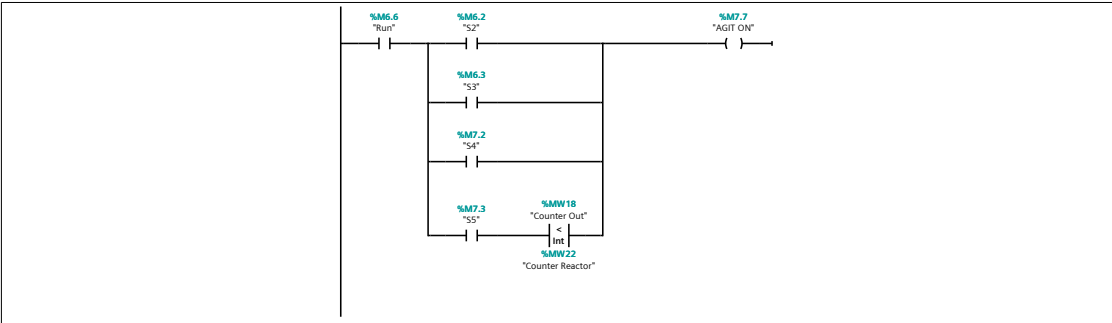 %M6.6
"Run"
%M6.2
"S2"
%M7.7
"AGIT ON"
%M6.3
"S3"
%M7.2
"S4"
%M7.3
"S5"
%MW18
"Counter Out"
<
Int
%MW22
"Counter Reactor"